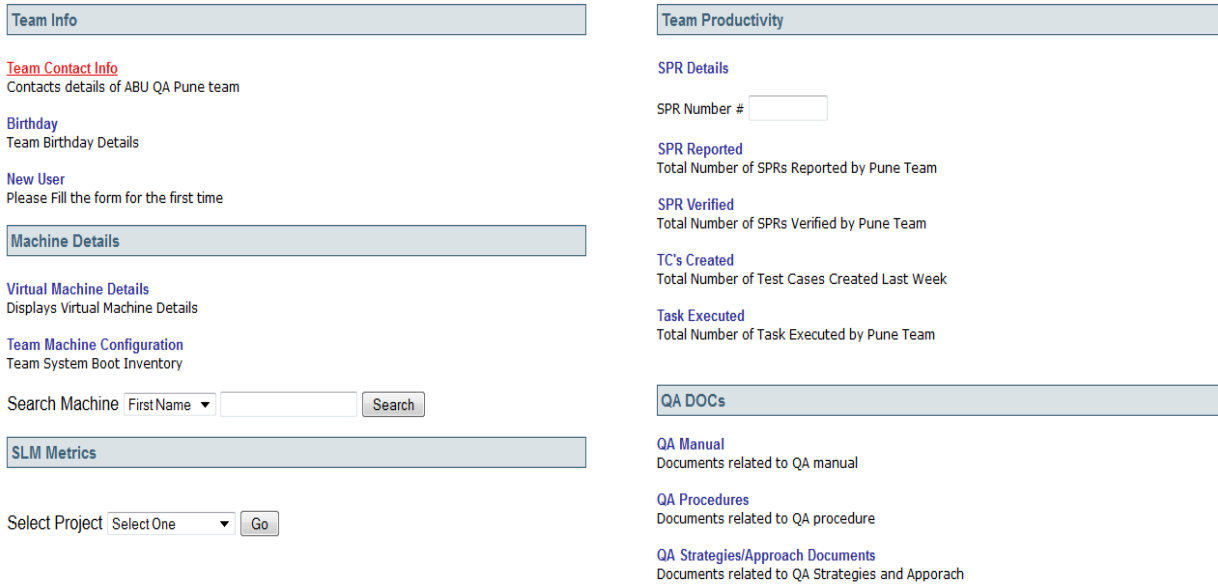 Team Info
Team Contact Info
Contacts details of ABU QA Pune team
Birthday
Team Birthday Details
New User
Please Fill the form for the first time
Machine Details
Virtual Machine Details
Displays Virtual Machine Details
Team Machine Configuration
Team System Boot Inventory
Search Machine First Name Search
SLM Metrics
Select Project Select One Go
Team Productivity
SPR Details
SPR Number #
SPR Reported
Total Number of SPRs Reported by Pune Team
SPR Verified
Total Number of SPRs Verified by Pune Team
TC's Created
Total Number of Test Cases Created Last Week
Task Executed
Total Number of Task Executed by Pune Team
QA DOCs
QA Manual
Documents related to QA manual
QA Procedures
Documents related to QA procedure
QA Strategies/Approach Documents
Documents related to QA Strategies and Apporach